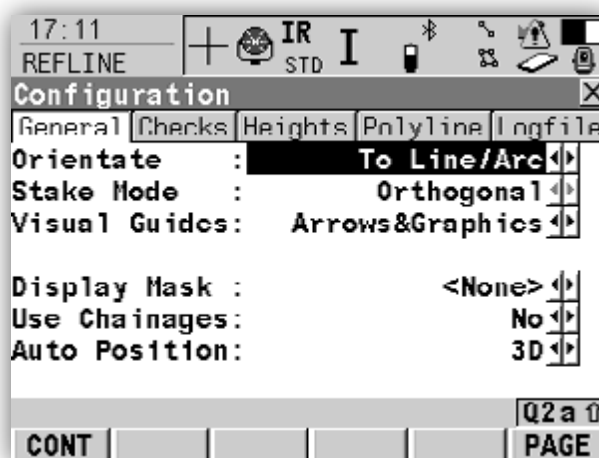 17:11
REFLINE
IR
STD
I
Configuration
General Checks Heights Polyline Logfile
Orientate : To Line/Arc
Stake Mode : Orthogonal
Visual Guides: Arrows&Graphics
Display Mask : <None>
Use Chainages: No
Auto Position: 3D
Q2a
CONT PAGE